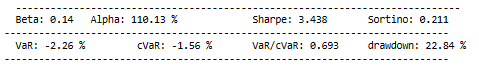 Beta: 0.14 Alpha: 110.13 % Sharpe: 3.438 Sortino: 0.211
VaR: -2.26 % cVaR: -1.56 % VaR/cVaR: 0.693 drawdown: 22.84 %